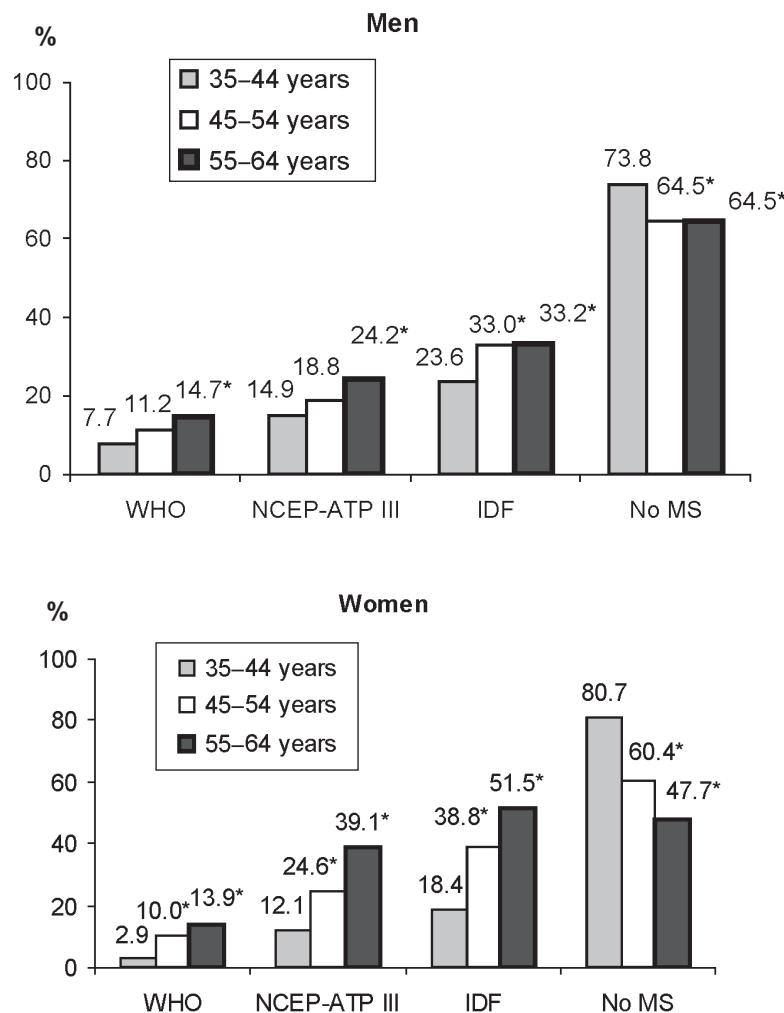 Men
%
35–44 years
45–54 years
55–64 years
100
80
60
40
20
0
7.7
11.2
14.7*
14.9
18.8
24.2*
23.6
33.0*
33.2*
73.8
64.5*
64.5*
WHO
NCEP-ATP III
IDF
No MS
Women
%
35–44 years
45–54 years
55–64 years
100
80
60
40
20
0
2.9
10.0*
13.9*
12.1
24.6*
39.1*
18.4
38.8*
51.5*
80.7
60.4*
47.7*
WHO
NCEP-ATP III
IDF
No MS